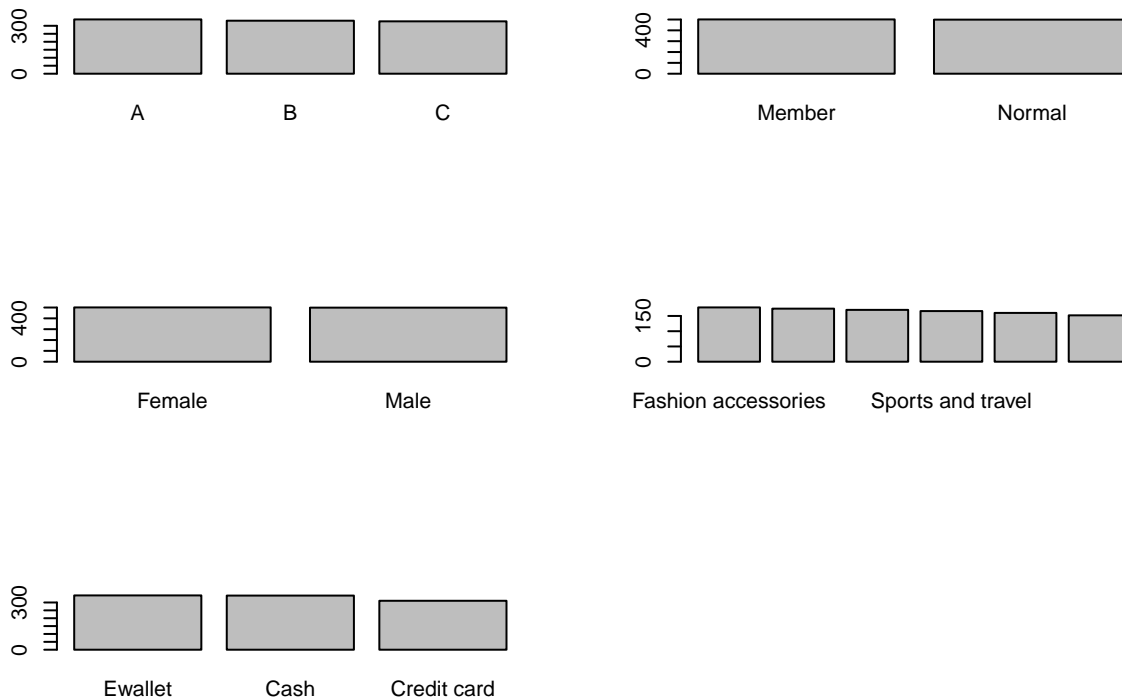 300
0
A B C
400
0
Member Normal
400
0
Female Male
150
0
Fashion accessories Sports and travel
300
0
Ewallet Cash Credit card